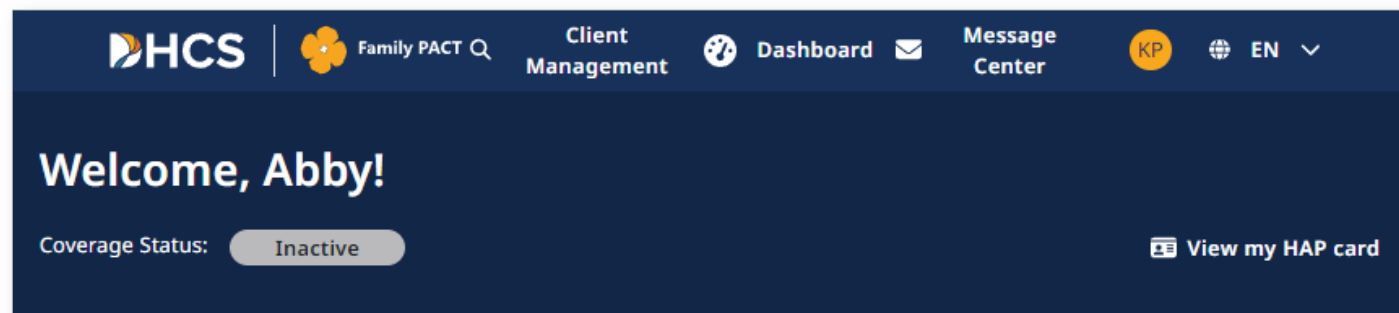 DHCS Family PACT Client Management Dashboard Message Center KP EN
Welcome, Abby!
Coverage Status: Inactive View my HAP card